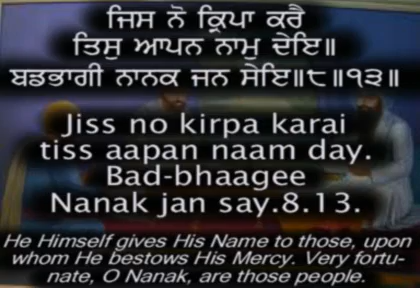 ਜਿਸ ਨੋ ਕ੍ਰਿਪਾ ਕਰੈ
ਤਿਸੁ ਆਪਨ ਨਾਮੁ ਦੇਇ॥
ਬਡਭਾਗੀ ਨਾਨਕ ਜਨ ਸੇਇ॥੮॥੧੩॥
Jiss no kirpa karai
tiss aapan naam day.
Bad-bhaagee
Nanak jan say.8.13.
He Himself gives His Name to those, upon
whom He bestows His Mercy. Very fortu-
nate, O Nanak, are those people.